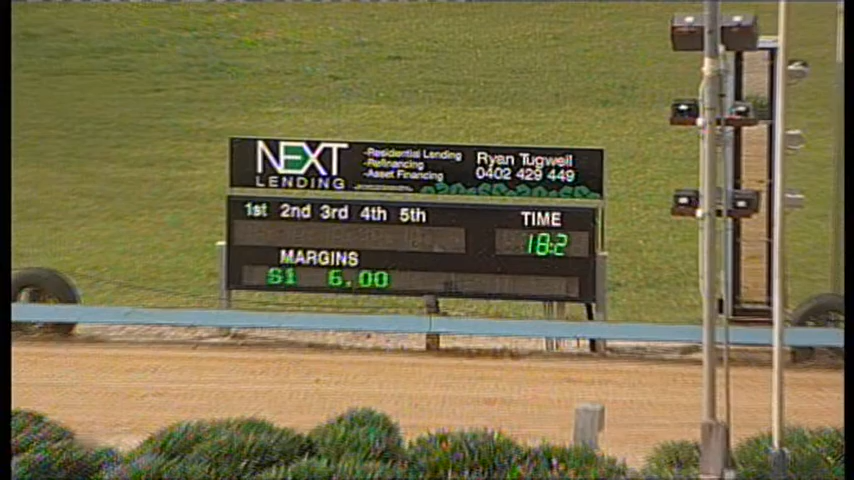 NEXT
LENDING
-Residential Lending
-Refinancing
-Asset Financing
Ryan Tugwell
0402 429 449
1st 2nd 3rd 4th 5th
TIME
18:2
MARGINS
S1 6.00